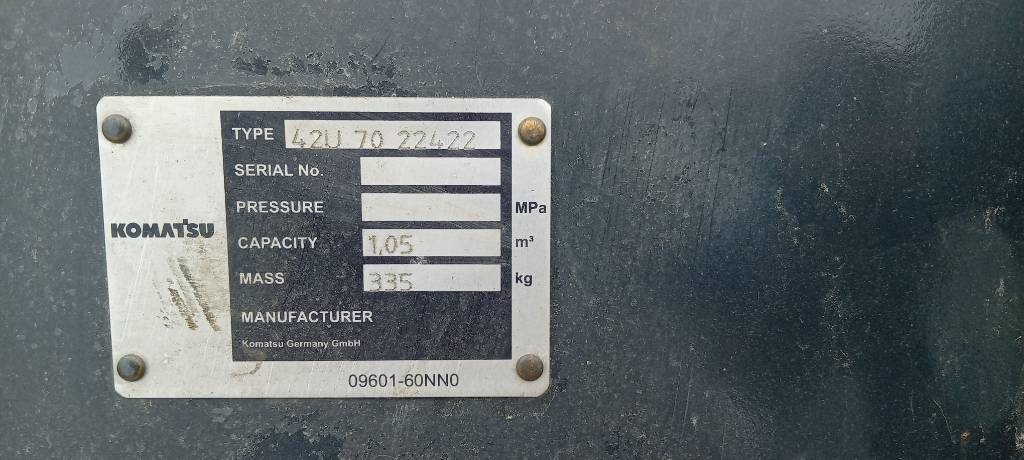 TYPE 42U 70 22422
SERIAL No.
PRESSURE MPa
KOMATSU
CAPACITY 1,05 m³
MASS 335 kg
MANUFACTURER
Komatsu Germany GmbH
09601-60NN0